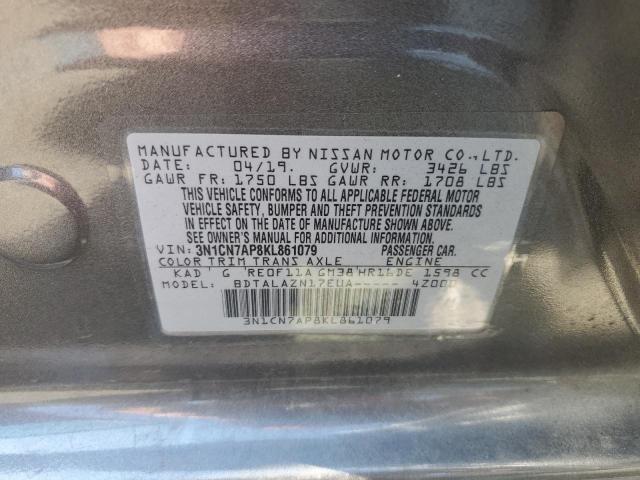 MANUFACTURED BY NISSAN MOTOR CO.,LTD.
DATE: 04/19. GVWR: 3426 LBS
GAWR FR: 1750 LBS GAWR RR: 1708 LBS
THIS VEHICLE CONFORMS TO ALL APPLICABLE FEDERAL MOTOR
VEHICLE SAFETY, BUMPER AND THEFT PREVENTION STANDARDS
IN EFFECT ON THE DATE OF MANUFACTURE SHOWN ABOVE.
SEE OWNER'S MANUAL FOR ADDITIONAL INFORMATION.
VIN: 3N1CN7AP8KL861079 PASSENGER CAR.
COLOR TRIM TRANS AXLE ENGINE
KAD G RE0F11A GM38 HR16DE 1598 CC
MODEL: BDTALAZN17EUA----- 4Z000
3N1CN7AP8KL861079